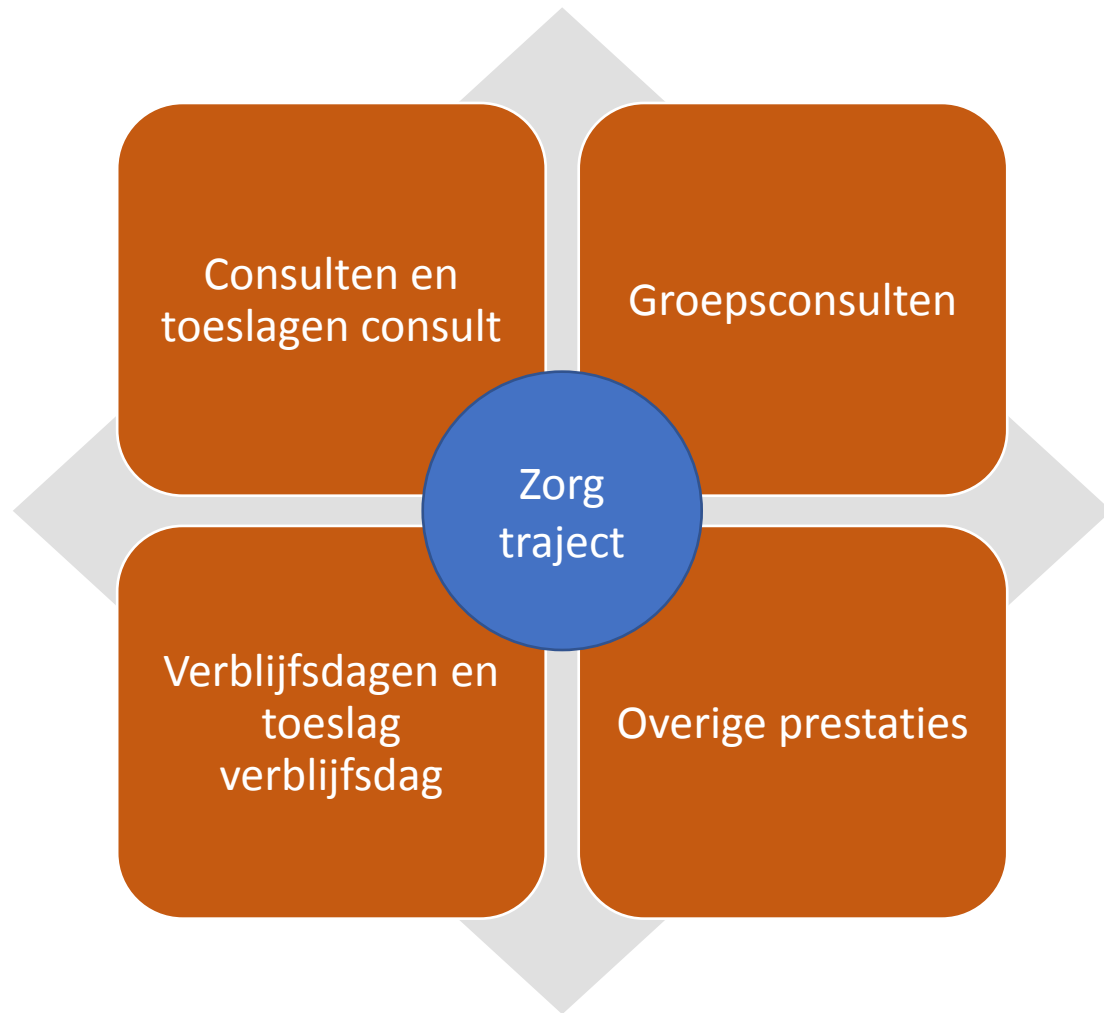 Consulten en
toeslagen consult
Groepsconsulten
Zorg
traject
Verblijfsdagen en
toeslag
verblijfsdag
Overige prestaties